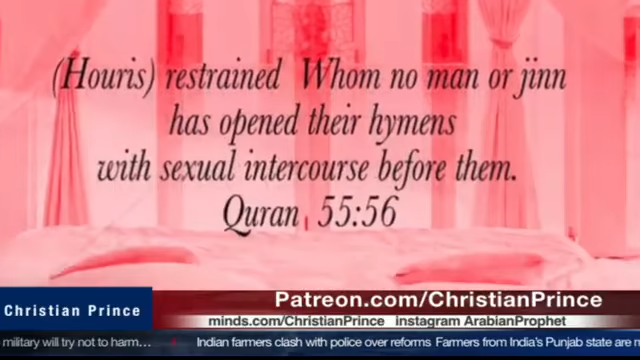 (Houris) restrained Whom no man or jinn
has opened their hymens
with sexual intercourse before them.
Quran 55:56
Christian Prince
Patreon.com/ChristianPrince
minds.com/ChristianPrince instagram ArabianProphet
military will try not to harm... Indian farmers clash with police over reforms Farmers from India's Punjab state are